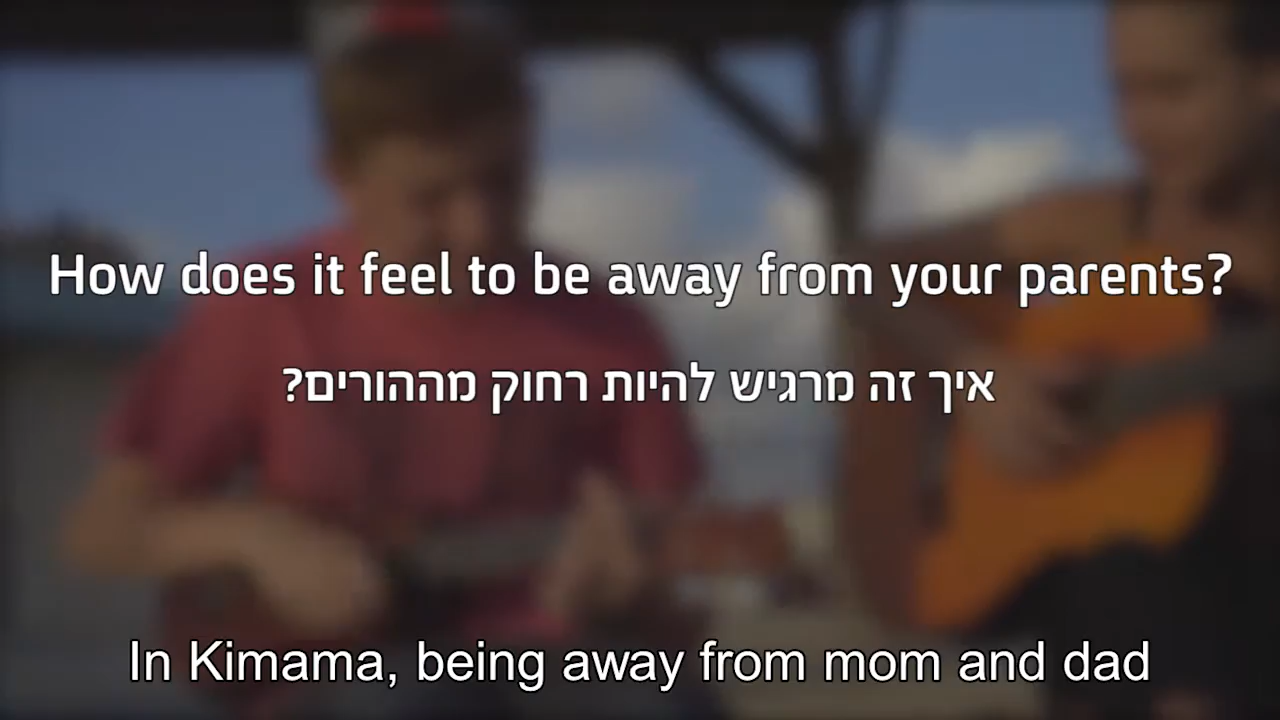 How does it feel to be away from your parents?
איך זה מרגיש להיות רחוק מההורים?
In Kimama, being away from mom and dad